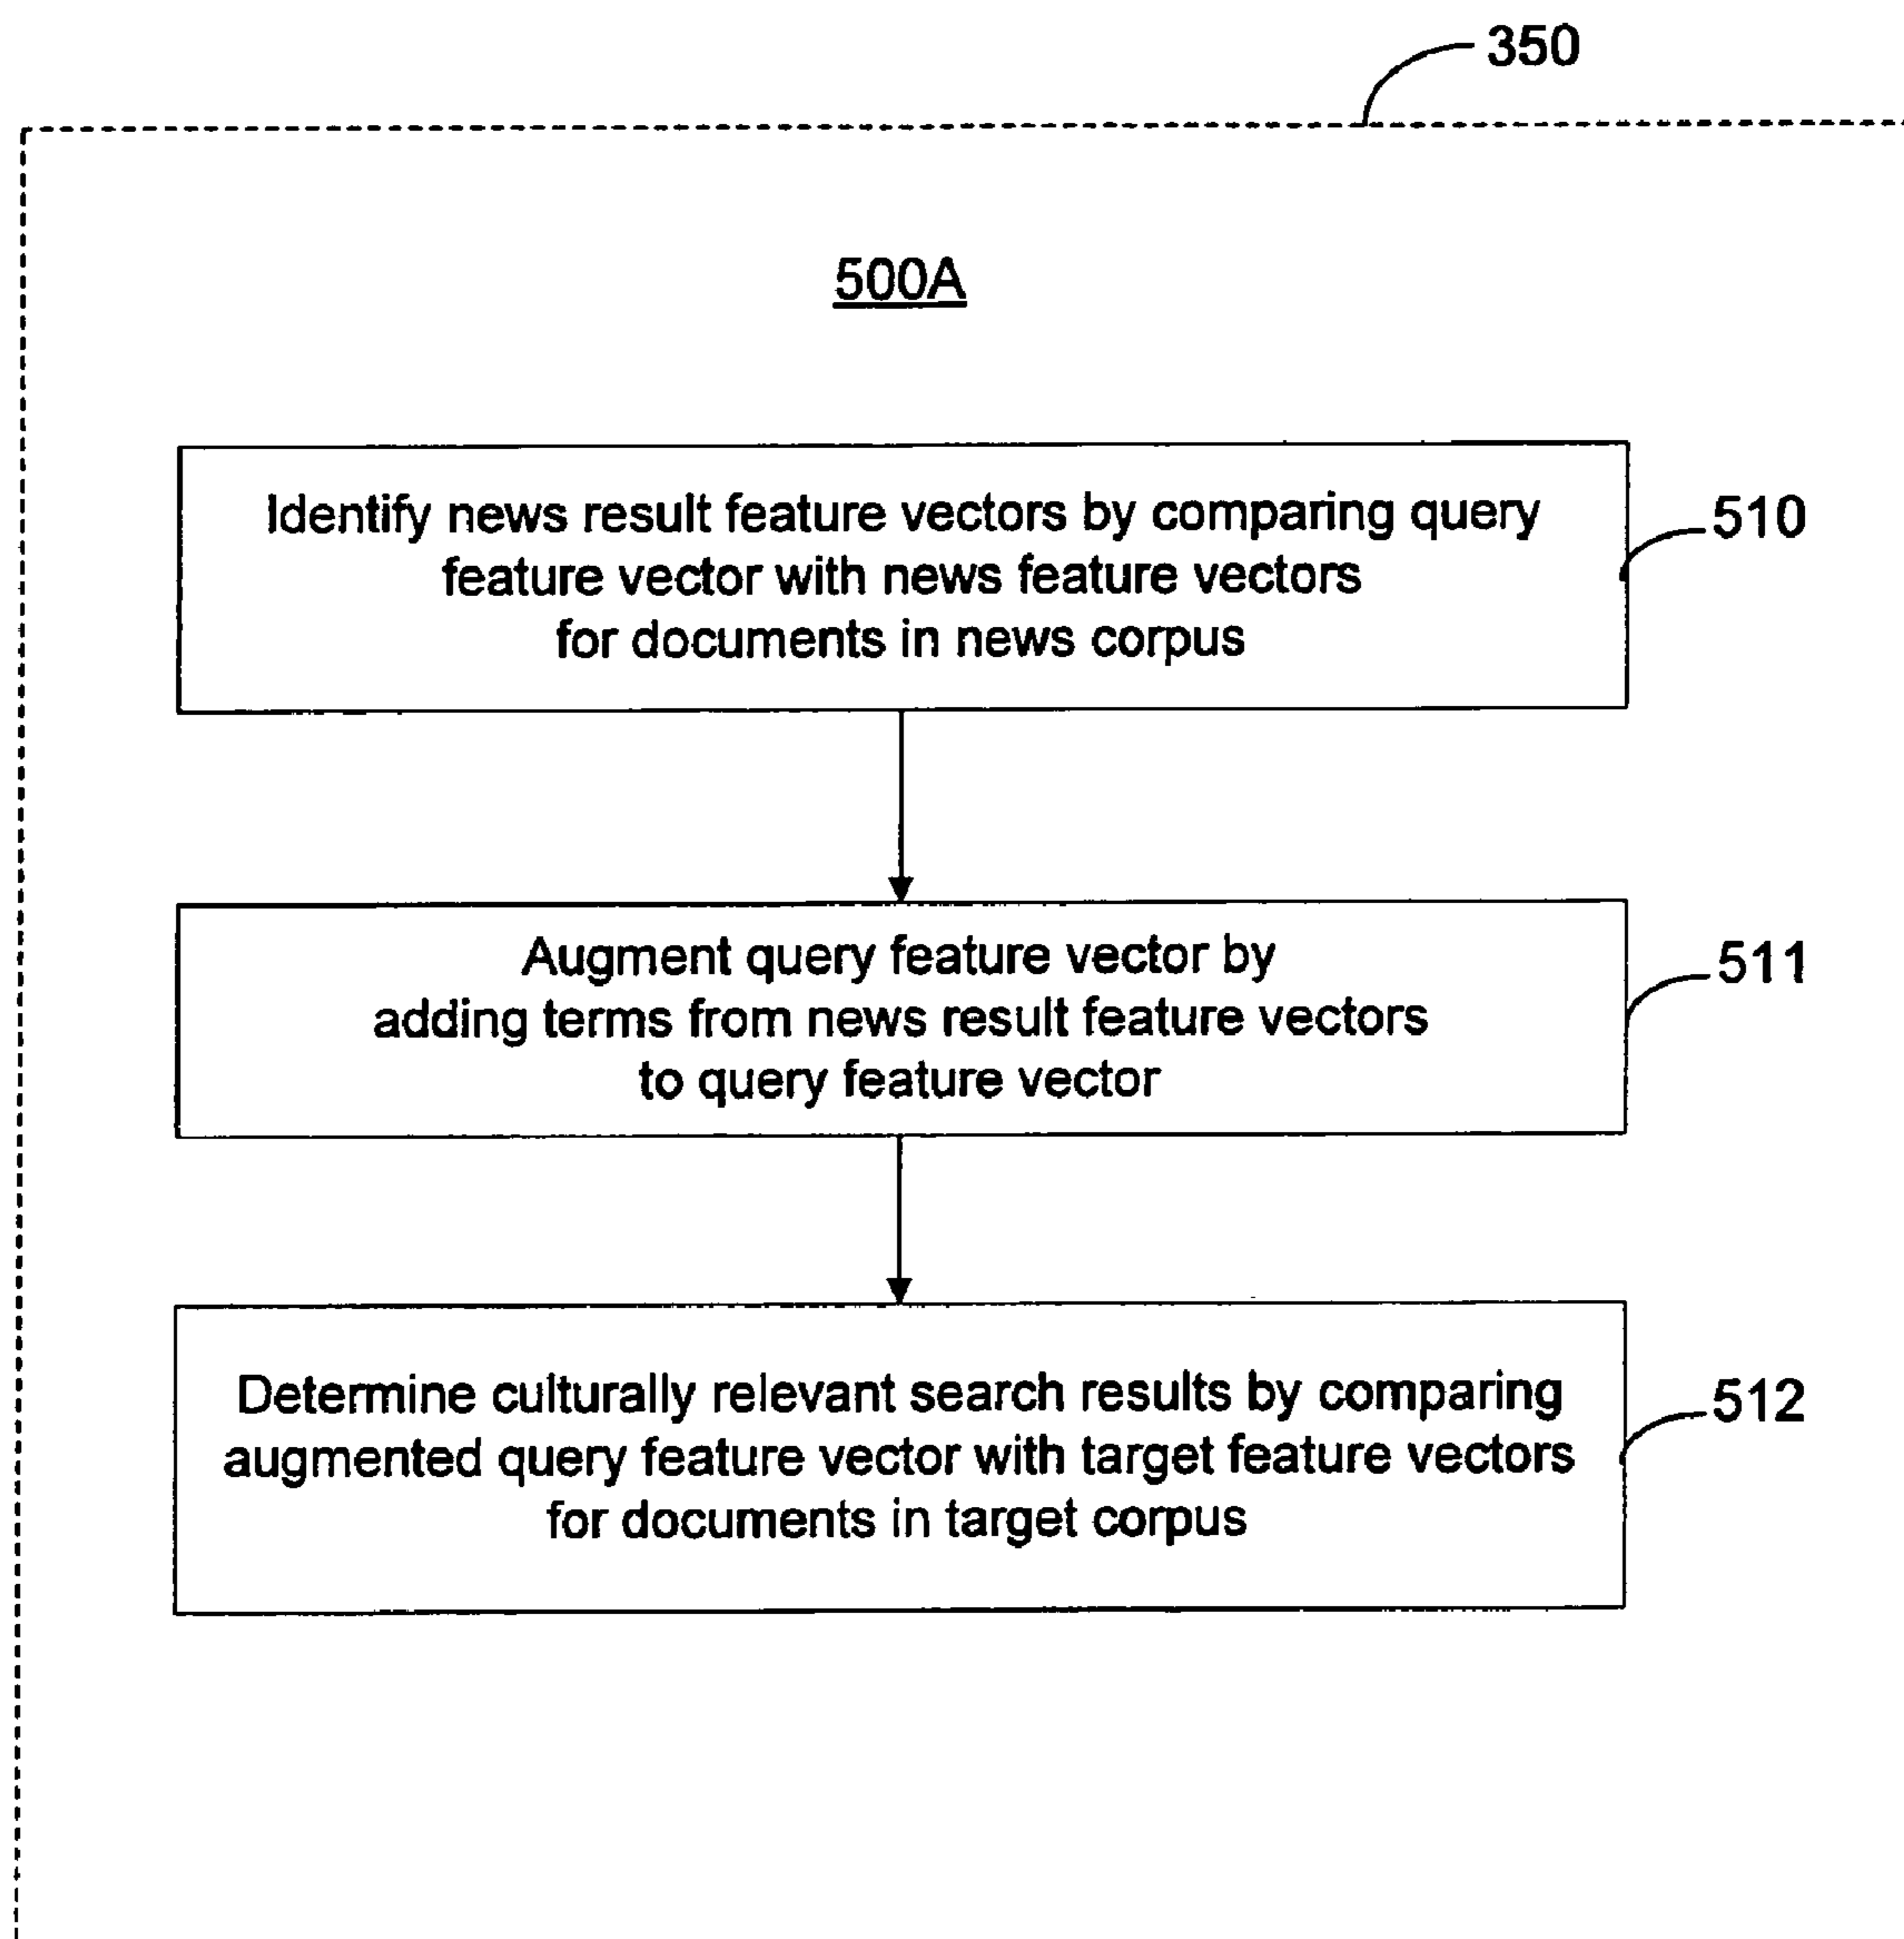 350
500A
Identify news result feature vectors by comparing query
feature vector with news feature vectors
for documents in news corpus
510
Augment query feature vector by
adding terms from news result feature vectors
to query feature vector
511
Determine culturally relevant search results by comparing
augmented query feature vector with target feature vectors
for documents in target corpus
512